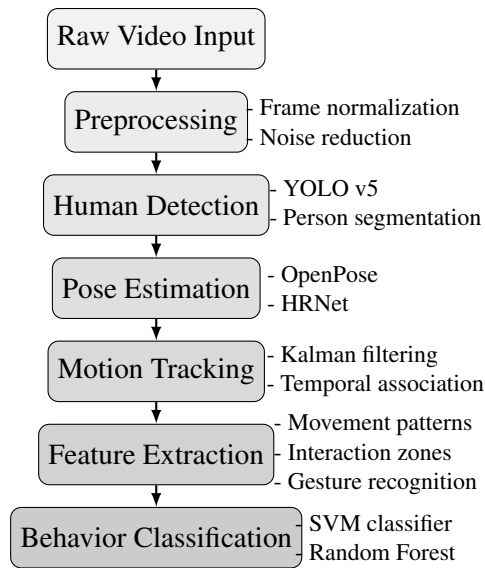 Raw Video Input
Preprocessing
- Frame normalization
- Noise reduction
Human Detection
- YOLO v5
- Person segmentation
Pose Estimation
- OpenPose
- HRNet
Motion Tracking
- Kalman filtering
- Temporal association
Feature Extraction
- Movement patterns
- Interaction zones
- Gesture recognition
Behavior Classification
- SVM classifier
- Random Forest